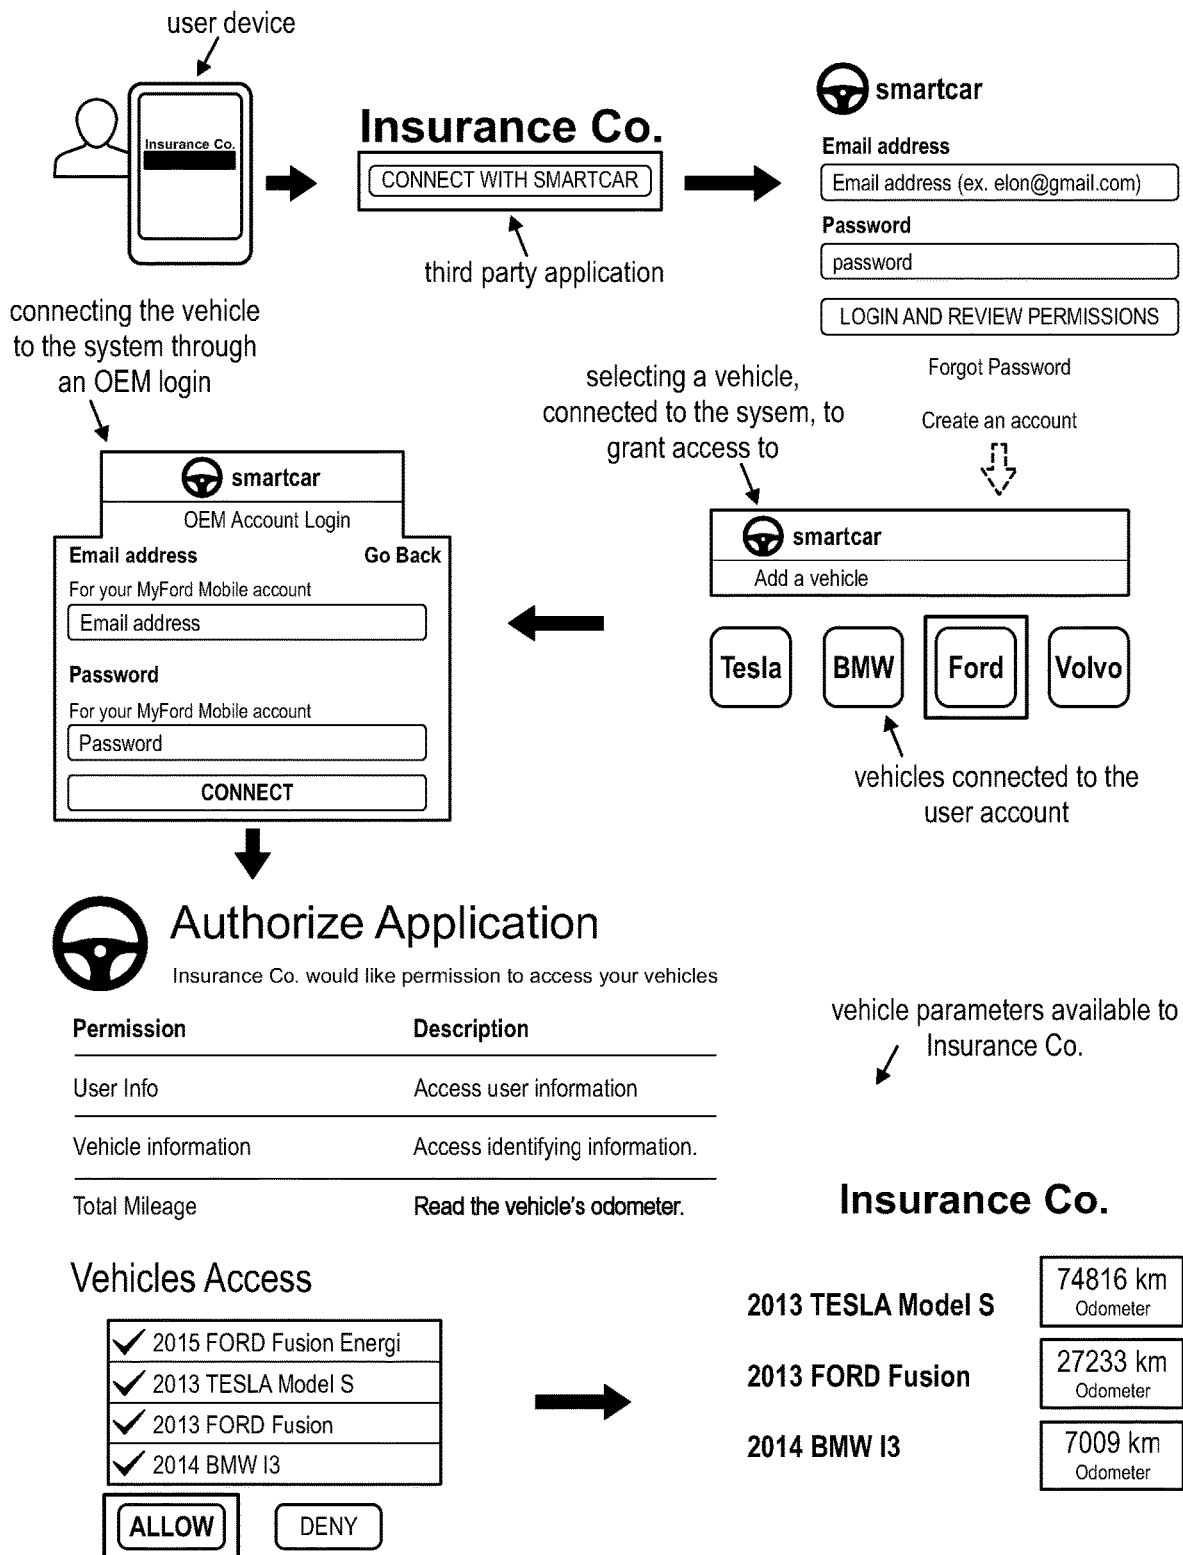 user device
Insurance Co.
Insurance Co.
CONNECT WITH SMARTCAR
third party application
smartcar
Email address
Email address (ex. elon@gmail.com)
Password
password
LOGIN AND REVIEW PERMISSIONS
Forgot Password
Create an account
connecting the vehicle
to the system through
an OEM login
selecting a vehicle,
connected to the sysem, to
grant access to
smartcar
Add a vehicle
Tesla
BMW
Ford
Volvo
vehicles connected to the
user account
smartcar
OEM Account Login
Email address
Go Back
For your MyFord Mobile account
Email address
Password
For your MyFord Mobile account
Password
CONNECT
Authorize Application
Insurance Co. would like permission to access your vehicles
Permission Description
User Info Access user information
Vehicle information Access identifying information.
Total Mileage Read the vehicle's odometer.
Vehicles Access
2015 FORD Fusion Energi
2013 TESLA Model S
2013 FORD Fusion
2014 BMW I3
ALLOW
DENY
vehicle parameters available to
Insurance Co.
Insurance Co.
2013 TESLA Model S
74816 km
Odometer
2013 FORD Fusion
27233 km
Odometer
2014 BMW I3
7009 km
Odometer